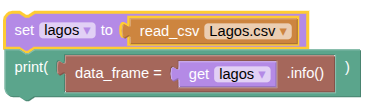 set lagos to read_csv Lagos.csv
print( data_frame = get lagos .info() )